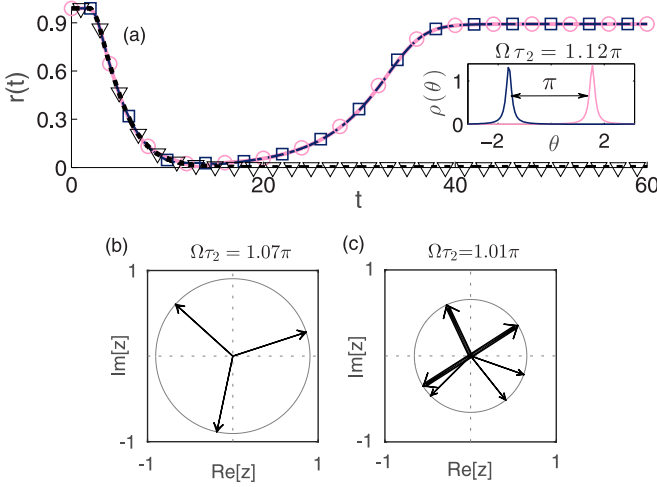 (a)
r(t)
0.9
0.6
0.3
0
0
20
40
60
t
Ωτ₂ = 1.12π
ρ(θ)
1
0
π
−2
θ
2
(b)
Ωτ₂ = 1.07π
1
Im[z]
-1
-1
Re[z]
1
(c)
Ωτ₂=1.01π
1
Im[z]
-1
-1
Re[z]
1